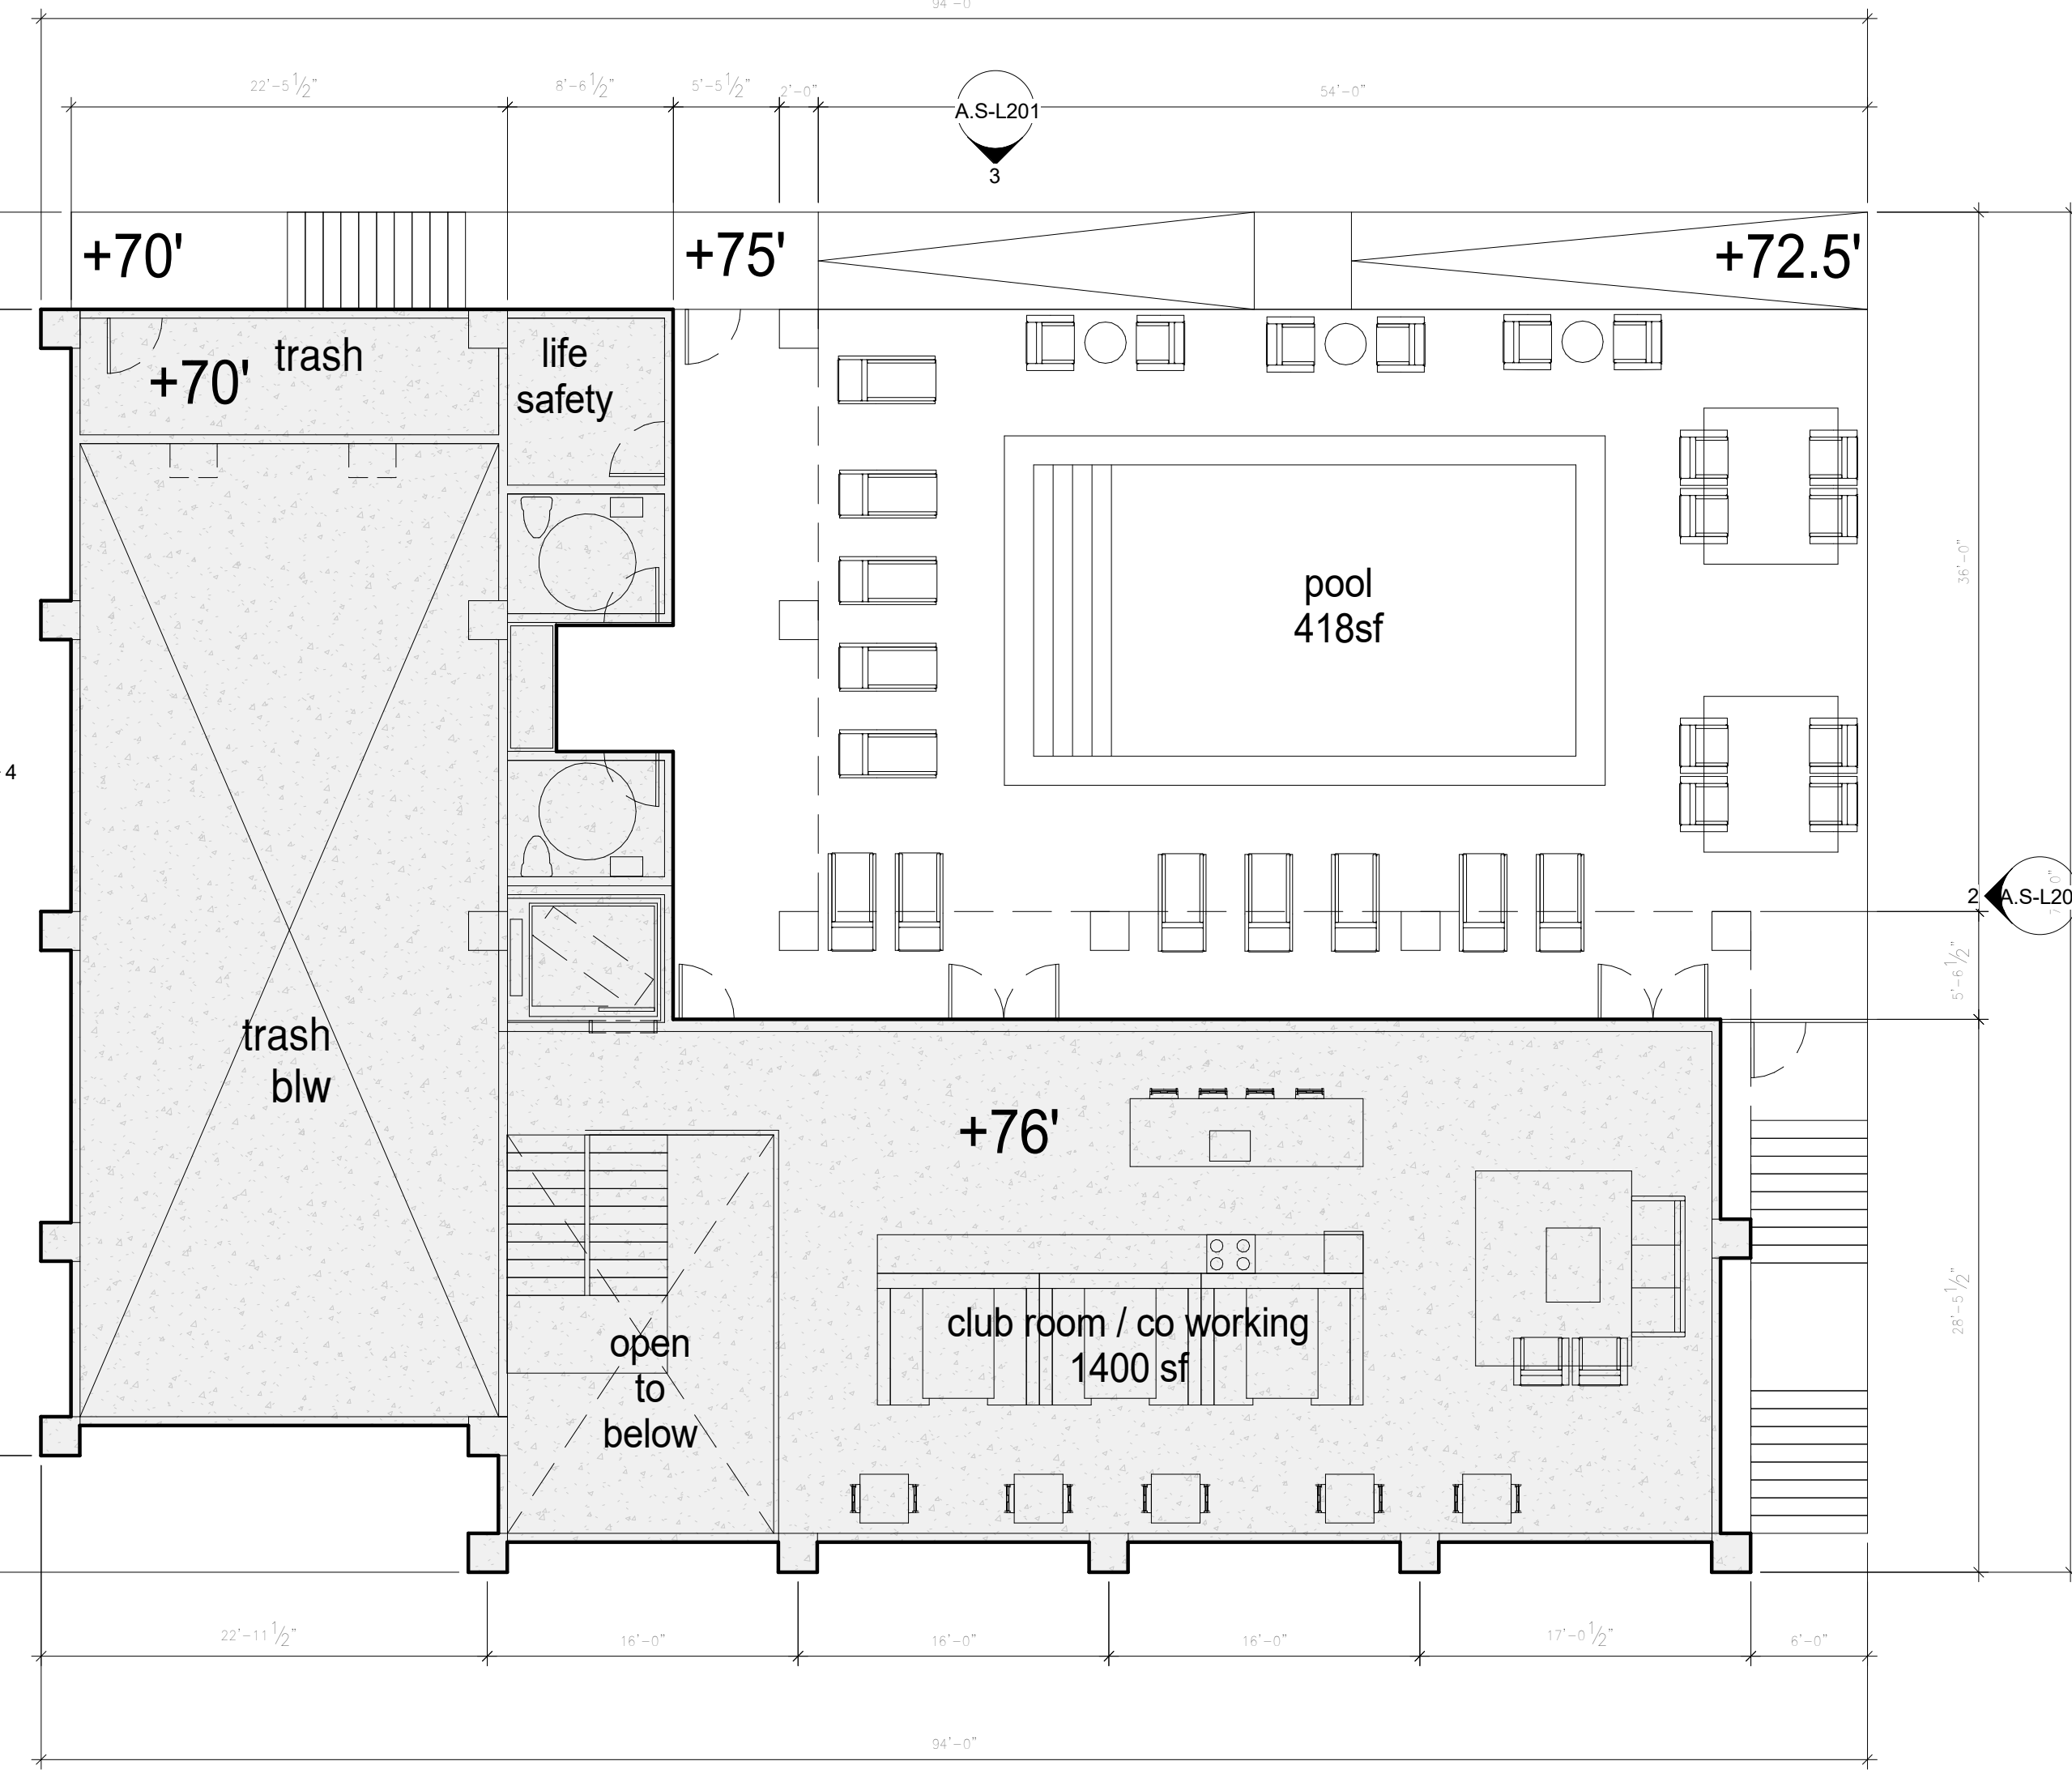 94'-0"
22'-5 1/2"
8'-6 1/2"
5'-5 1/2"
2'-0"
54'-0"
A.S-L201
3
+70'
+75'
+72.5'
trash
+70'
life
safety
pool
418sf
36'-0"
4
2
A.S-L20
5'-6 1/2"
trash
blw
+76'
28'-5 1/2"
club room / co working
1400 sf
open
to
below
22'-11 1/2"
16'-0"
16'-0"
16'-0"
17'-0 1/2"
6'-0"
94'-0"